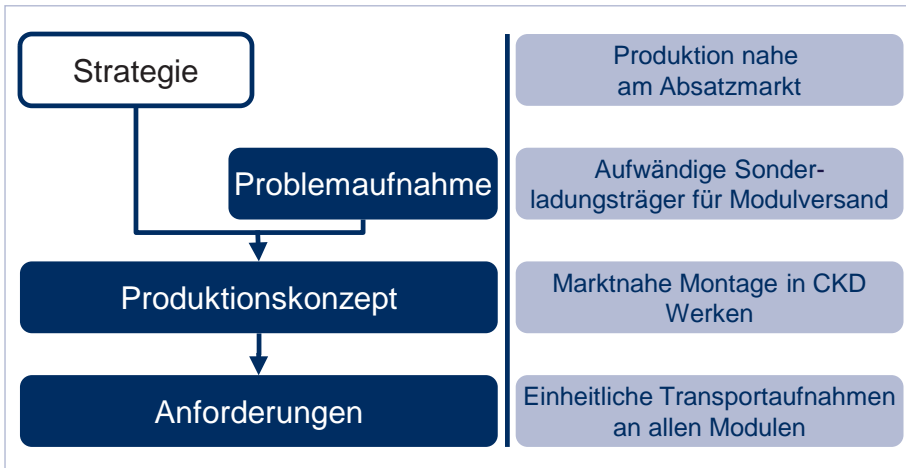 Strategie
Produktion nahe
am Absatzmarkt
Problemaufnahme
Aufwändige Sonder-
ladungsträger für Modulversand
Produktionskonzept
Marktnahe Montage in CKD
Werken
Anforderungen
Einheitliche Transportaufnahmen
an allen Modulen